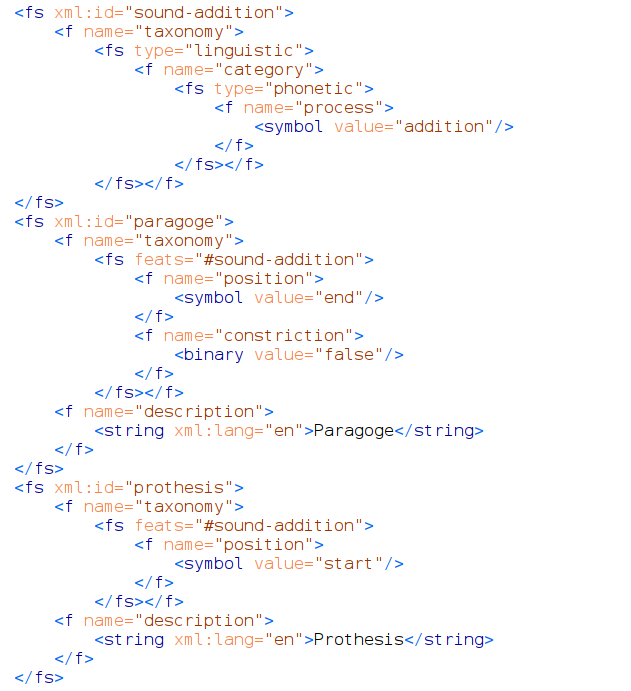 <fs xml:id="sound-addition">
    <f name="taxonomy">
        <fs type="linguistic">
            <f name="category">
                <fs type="phonetic">
                    <f name="process">
                        <symbol value="addition"/>
                    </f>
                </fs></f>
        </fs></f>
</fs>
<fs xml:id="paragoge">
    <f name="taxonomy">
        <fs feats="#sound-addition">
            <f name="position">
                <symbol value="end"/>
            </f>
            <f name="constriction">
                <binary value="false"/>
            </f>
        </fs></f>
    <f name="description">
        <string xml:lang="en">Paragoge</string>
    </f>
</fs>
<fs xml:id="prothesis">
    <f name="taxonomy">
        <fs feats="#sound-addition">
            <f name="position">
                <symbol value="start"/>
            </f>
        </fs></f>
    <f name="description">
        <string xml:lang="en">Prothesis</string>
    </f>
</fs>